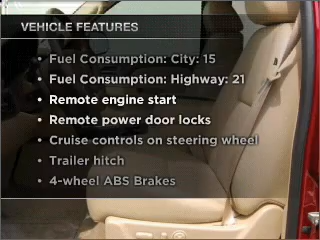 VEHICLE FEATURES
• Fuel Consumption: City: 15
• Fuel Consumption: Highway: 21
• Remote engine start
• Remote power door locks
• Cruise controls on steering wheel
• Trailer hitch
• 4-wheel ABS Brakes